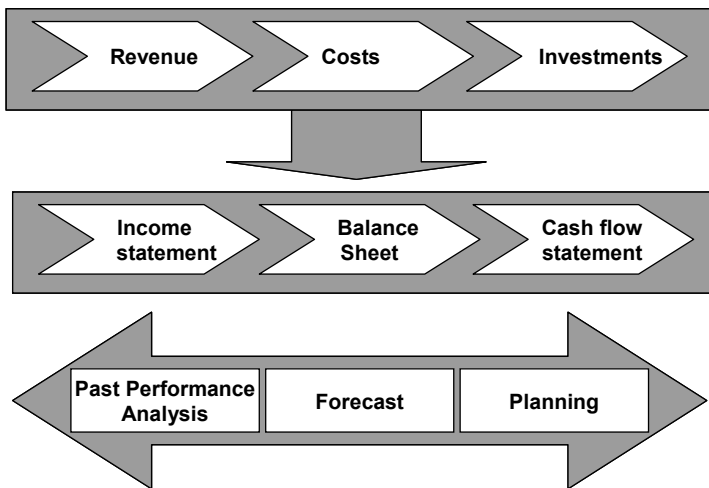 Revenue
Costs
Investments
Income
statement
Balance
Sheet
Cash flow
statement
Past Performance
Analysis
Forecast
Planning